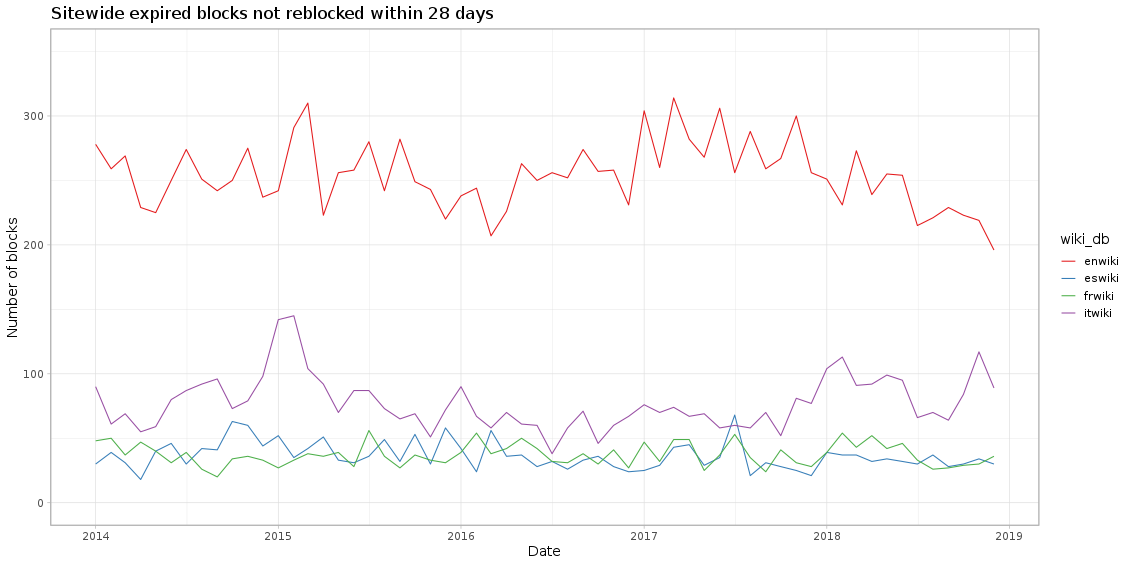 Sitewide expired blocks not reblocked within 28 days
Number of blocks
300
200
100
0
2014 2015 2016 2017 2018 2019
Date
wiki_db
enwiki
eswiki
frwiki
itwiki